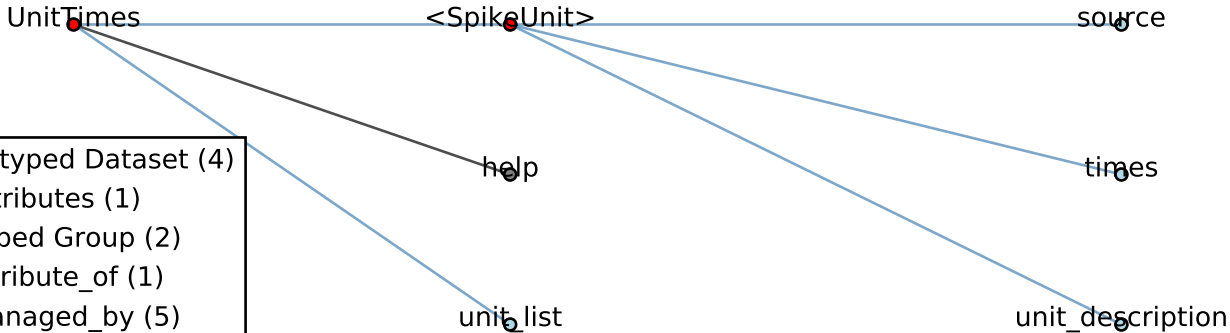 UnitTimes <SpikeUnit> source
help times
unit_list unit_description
typed Dataset (4)
tributes (1)
ped Group (2)
ribute_of (1)
anaged_by (5)